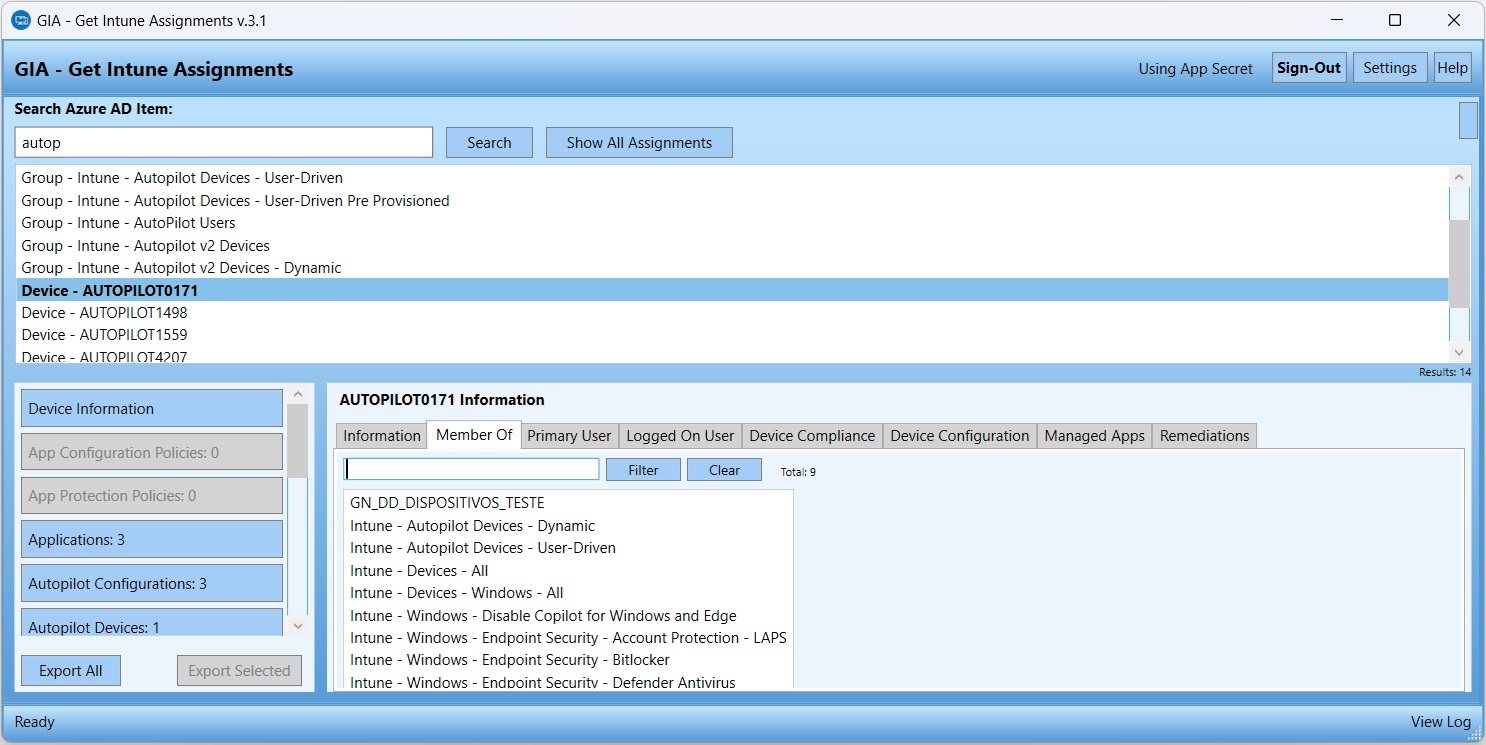 GIA - Get Intune Assignments v.3.1
GIA - Get Intune Assignments
Using App Secret
Sign-Out
Settings
Help
Search Azure AD Item:
autop
Search
Show All Assignments
Group - Intune - Autopilot Devices - User-Driven
Group - Intune - Autopilot Devices - User-Driven Pre Provisioned
Group - Intune - AutoPilot Users
Group - Intune - Autopilot v2 Devices
Group - Intune - Autopilot v2 Devices - Dynamic
Device - AUTOPILOT0171
Device - AUTOPILOT1498
Device - AUTOPILOT1559
Device - AUTOPILOT4207
Results: 14
Device Information
App Configuration Policies: 0
App Protection Policies: 0
Applications: 3
Autopilot Configurations: 3
Autopilot Devices: 1
Export All
Export Selected
AUTOPILOT0171 Information
Information
Member Of
Primary User
Logged On User
Device Compliance
Device Configuration
Managed Apps
Remediations
Filter
Clear
Total: 9
GN_DD_DISPOSITIVOS_TESTE
Intune - Autopilot Devices - Dynamic
Intune - Autopilot Devices - User-Driven
Intune - Devices - All
Intune - Devices - Windows - All
Intune - Windows - Disable Copilot for Windows and Edge
Intune - Windows - Endpoint Security - Account Protection - LAPS
Intune - Windows - Endpoint Security - Bitlocker
Intune - Windows - Endpoint Security - Defender Antivirus
Ready
View Log